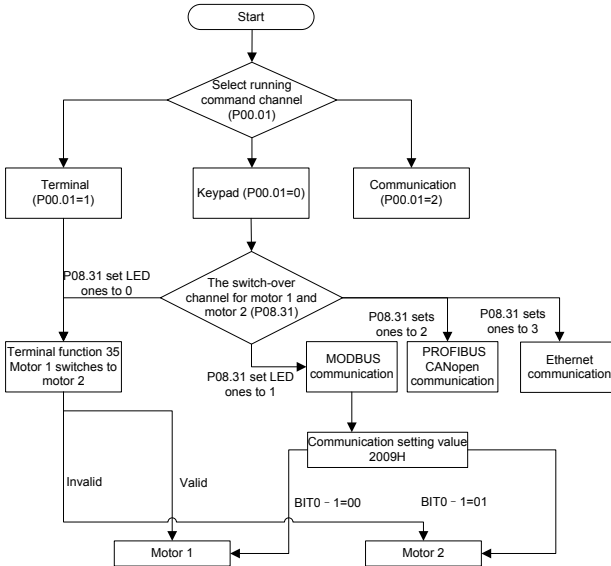 Start
Select running
command channel
(P00.01)
Terminal
(P00.01=1)
Keypad (P00.01=0)
Communication
(P00.01=2)
P08.31 set LED
ones to 0
The switch-over
channel for motor 1 and
motor 2 (P08.31)
P08.31 sets
ones to 2
P08.31 sets
ones to 3
Terminal function 35
Motor 1 switches to
motor 2
P08.31 set LED
ones to 1
MODBUS
communication
PROFIBUS
CANopen
communication
Ethernet
communication
Communication setting value
2009H
Invalid
Valid
BIT0﹣1=00
BIT0﹣1=01
Motor 1
Motor 2